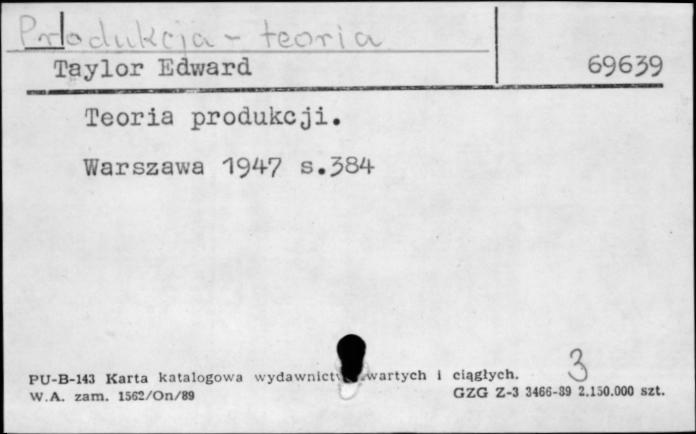 Produkcja - teoria
Taylor Edward 69639
Teoria produkcji.
Warszawa 1947 s.384
3
PU-B-143 Karta katalogowa wydawnictw zwartych i ciągłych.
W.A. zam. 1562/On/89 GZG Z-3 3466-89 2.150.000 szt.